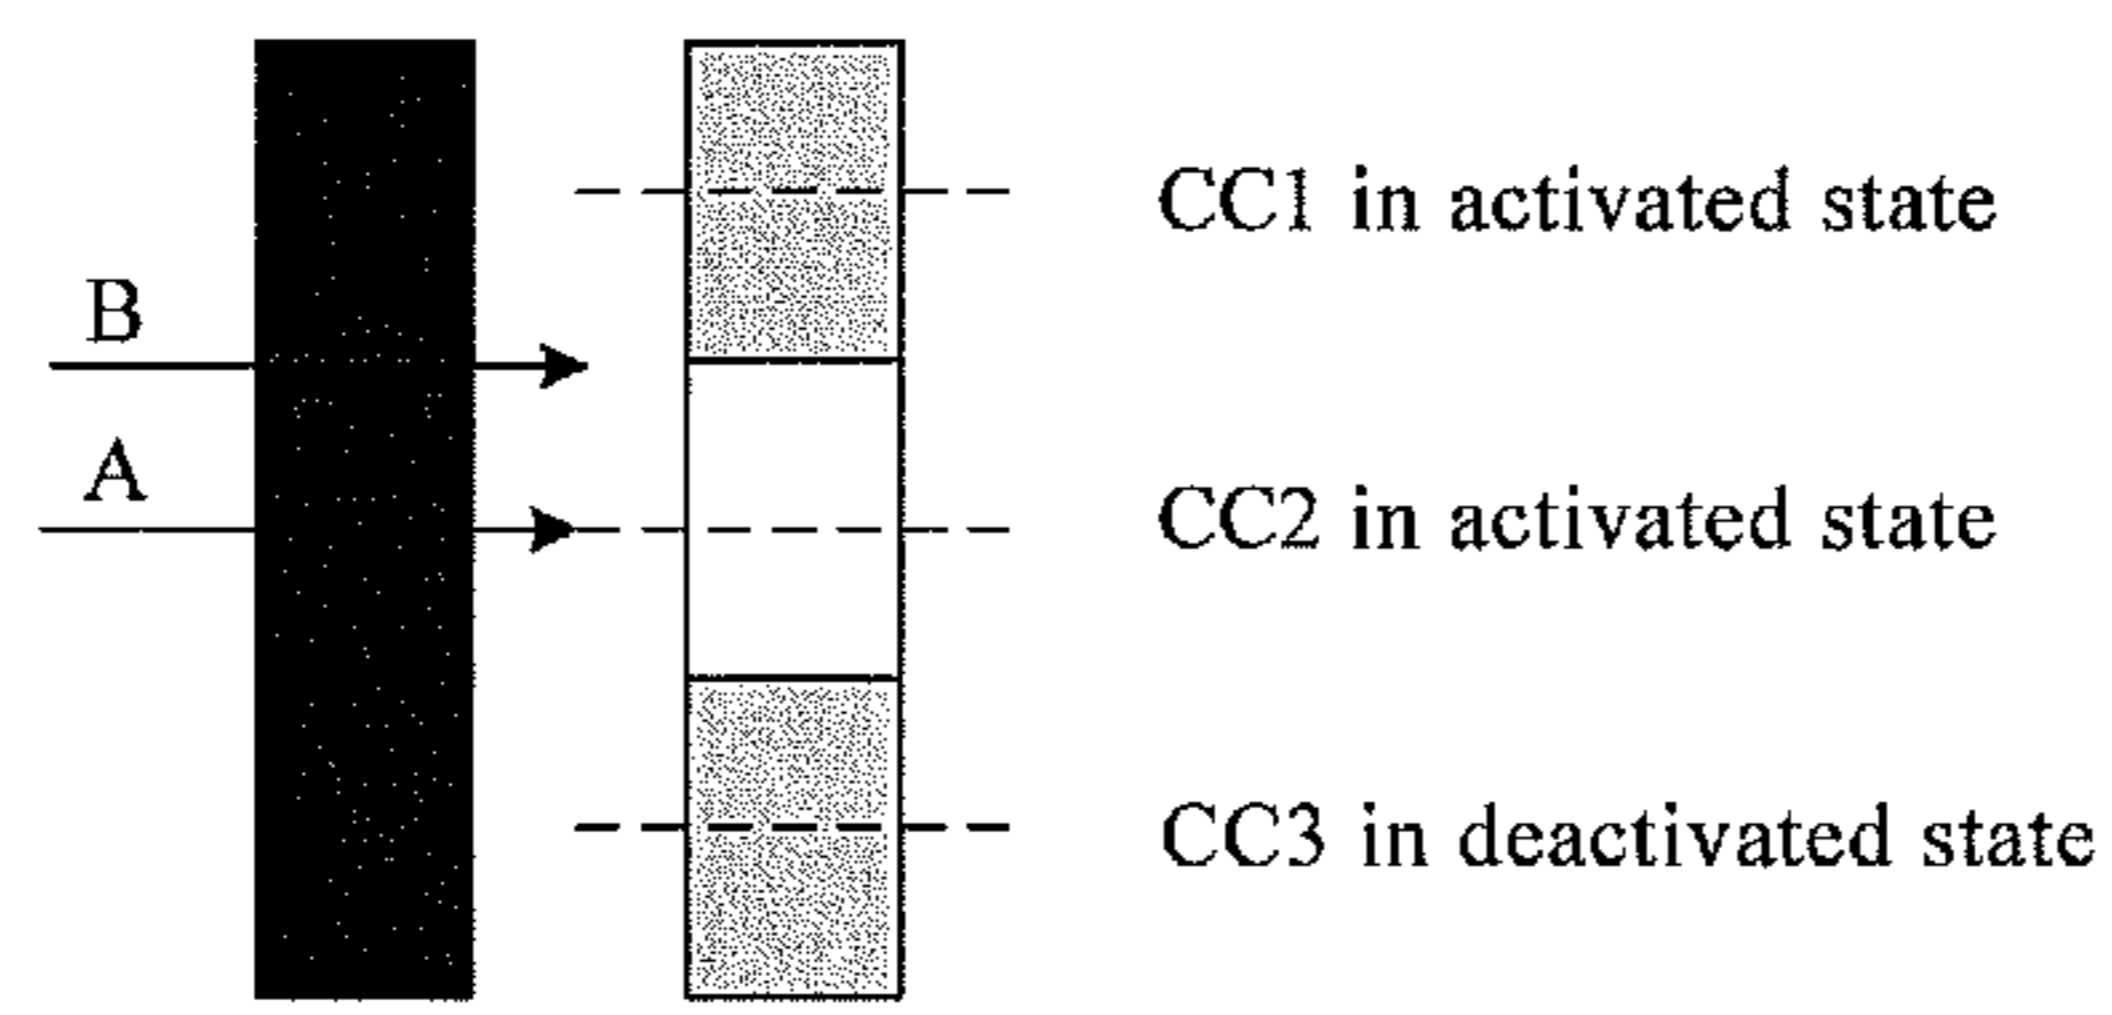 CC1 in activated state
B
A
CC2 in activated state
CC3 in deactivated state